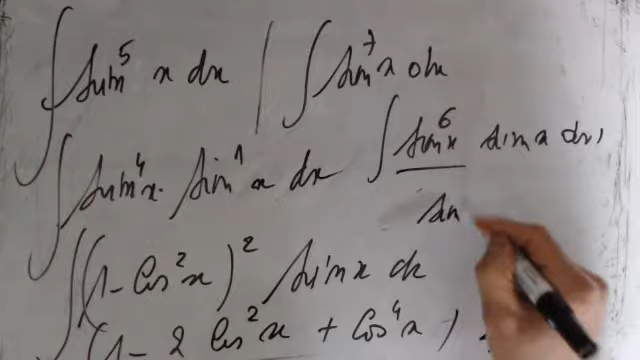 ∫ sin⁵ x dx | ∫ sin⁷ x dx
∫ sin⁴x · sin¹ x dx ∫ sin⁶x sin x dx,
sin
∫ (1 - cos²x)² sin x dx
(1 - 2 cos²x + cos⁴x)